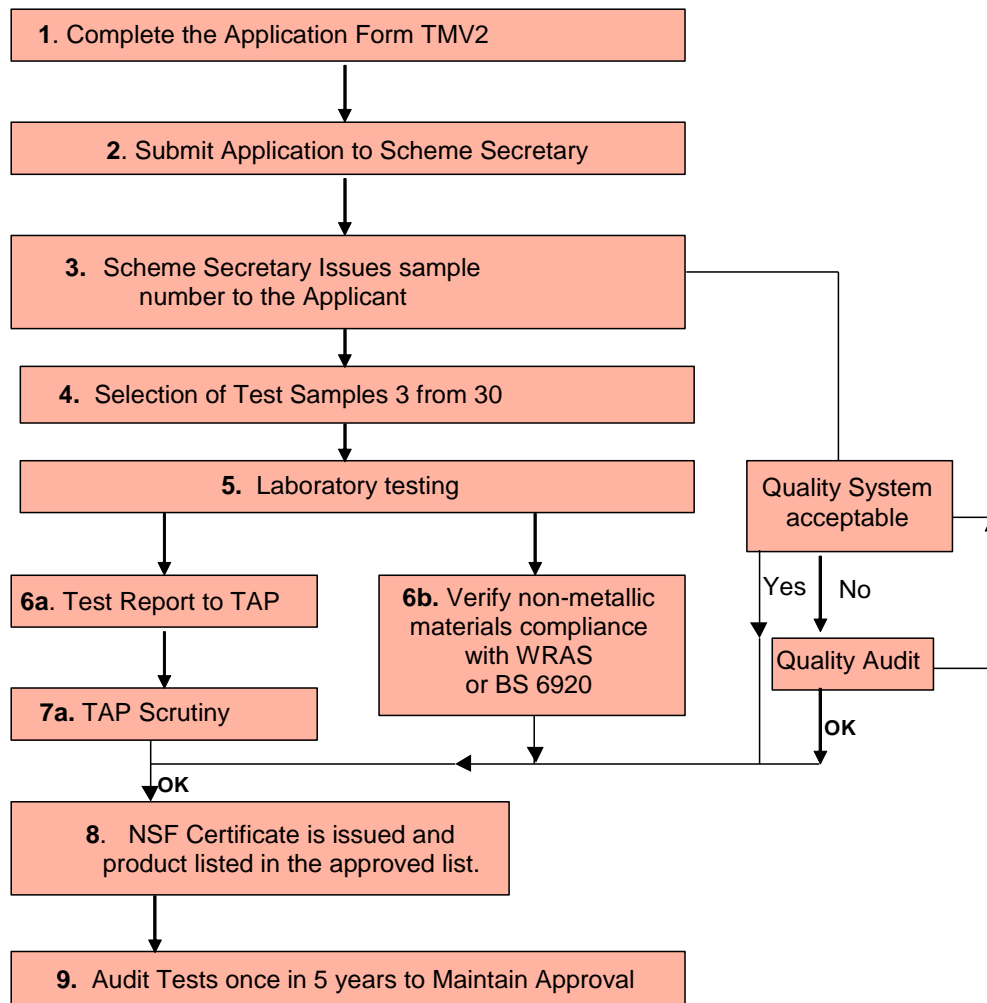 1. Complete the Application Form TMV2
2. Submit Application to Scheme Secretary
3. Scheme Secretary Issues sample
number to the Applicant
4. Selection of Test Samples 3 from 30
5. Laboratory testing
Quality System
acceptable
Yes
No
6a. Test Report to TAP
6b. Verify non-metallic
materials compliance
with WRAS
or BS 6920
Quality Audit
7a. TAP Scrutiny
OK
OK
8. NSF Certificate is issued and
product listed in the approved list.
9. Audit Tests once in 5 years to Maintain Approval